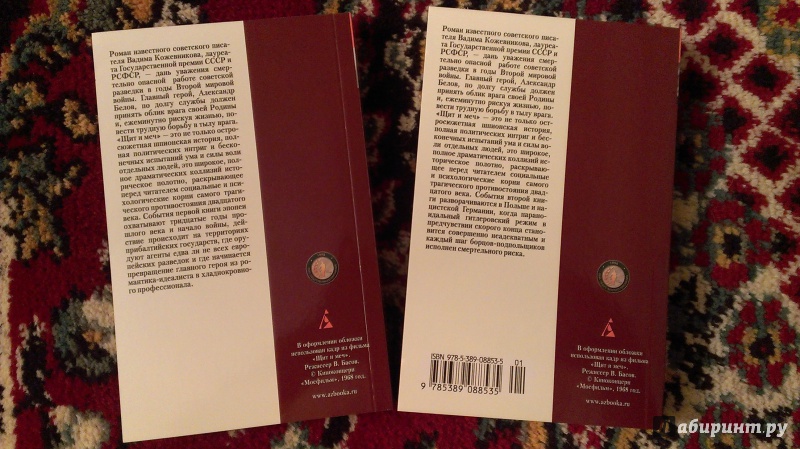 Роман известного советского писа-
теля Вадима Кожевникова, лауреа-
та Государственной премии СССР и
РСФСР, — дань уважения смер-
тельно опасной работе советской
разведки в годы Второй мировой
войны. Главный герой, Александр
Белов, по долгу службы должен
принять облик врага своей Родины
и, ежеминутно рискуя жизнью, по-
вести трудную борьбу в тылу врага.
«Щит и меч» — это не только остро-
сюжетная шпионская история, пол-
ная политических интриг и беско-
нечных испытаний ума и силы воли
отдельных людей, это широкое, пол-
ное драматических коллизий исто-
рическое полотно, раскрывающее
перед читателем социальные и пси-
хологические корни самого траги-
ческого противостояния двадцатого
века. События первой книги эпопеи
охватывают тридцатые годы про-
шлого века и начало войны, дей-
ствие происходит на территориях
прибалтийских государств, где ору-
дуют агенты едва ли не всех евро-
пейских разведок и где начинается
превращение главного героя из ро-
мантика-идеалиста в хладнокровно-
го профессионала.
В оформлении обложки
использован кадр из фильма
«Щит и меч».
Режиссер В. Басов.
© Киноконцерн
«Мосфильм», 1968 год.
www.azbooka.ru
Роман известного советского писа-
теля Вадима Кожевникова, лауреа-
та Государственной премии СССР и
РСФСР, — дань уважения смер-
тельно опасной работе советской
разведки в годы Второй мировой
войны. Главный герой, Александр
Белов, по долгу службы должен
принять облик врага своей Родины
и, ежеминутно рискуя жизнью, по-
вести трудную борьбу в тылу врага.
«Щит и меч» — это не только ост-
росюжетная шпионская история,
полная политических интриг и бес-
конечных испытаний ума и силы во-
ли отдельных людей, это широкое,
полное драматических коллизий ис-
торическое полотно, раскрываю-
щее перед читателем социальные
и психологические корни самого
трагического противостояния двад-
цатого века. События второй кни-
ги разворачиваются в Польше и на-
цистской Германии, когда парано-
идальный гитлеровский режим в
предчувствии скорого конца стано-
вится совершенно неадекватным и
каждый шаг борцов-подпольщиков
исполнен смертельного риска.
ISBN 978-5-389-08853-5
01
9 785389 088535
В оформлении обложки
использован кадр из фильма
«Щит и меч».
Режиссер В. Басов.
© Киноконцерн
«Мосфильм», 1968 год.
www.azbooka.ru
лабиринт.ру